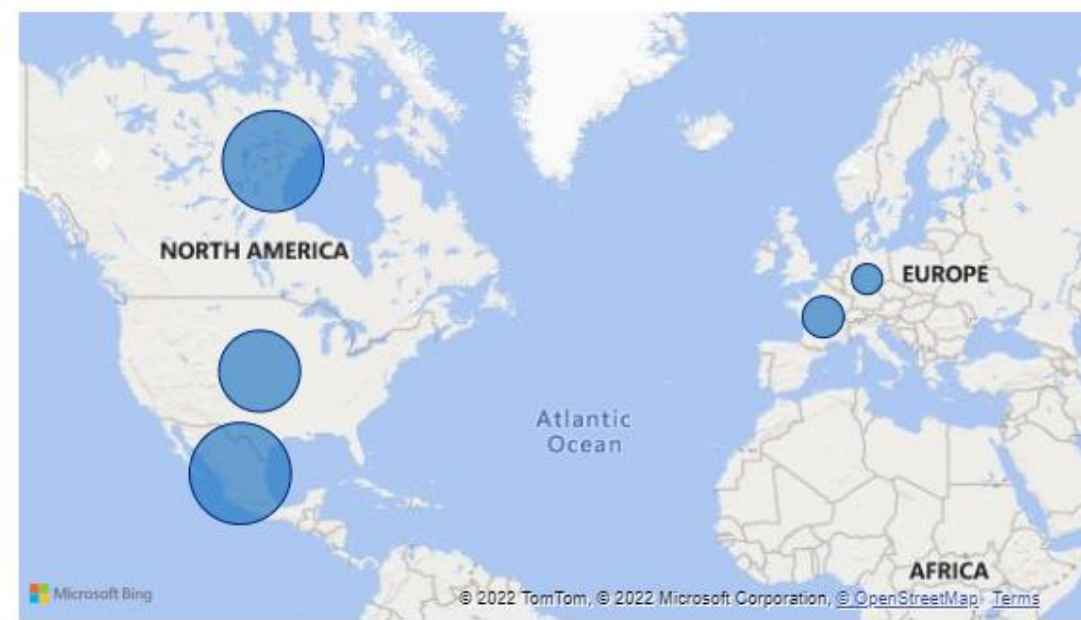 NORTH AMERICA
EUROPE
Atlantic
Ocean
AFRICA
Microsoft Bing
© 2022 TomTom, © 2022 Microsoft Corporation, © OpenStreetMap Terms